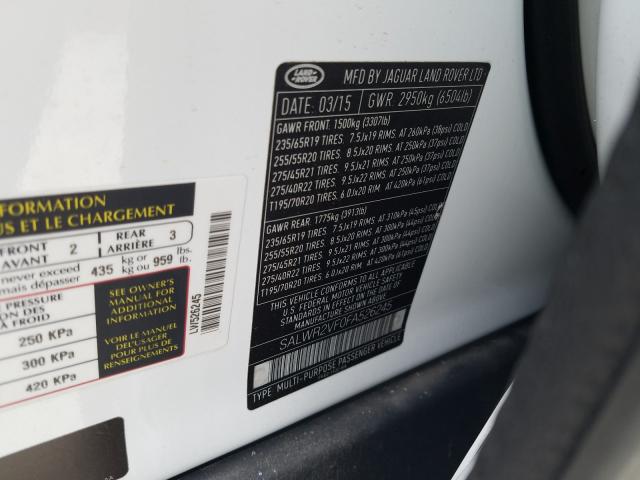 LAND ROVER
MFD BY JAGUAR LAND ROVER LTD
DATE: 03/15 GWR: 2950kg (6504lb)
GAWR FRONT: 1500kg (3307lb)
235/65R19 TIRES. 7.5Jx19 RIMS. AT 260kPa (38psi) COLD
255/55R20 TIRES. 8.5Jx20 RIMS. AT 250kPa (37psi) COLD
275/45R21 TIRES. 9.5Jx21 RIMS. AT 250kPa (37psi) COLD
275/40R22 TIRES. 9.5Jx22 RIMS. AT 250kPa (37psi) COLD
T195/70R20 TIRES. 6.0Jx20 RIM AT 420kPa (61psi) COLD
GAWR REAR 1775kg (3913lb)
235/65R19 TIRES. 7.5Jx19 RIMS. AT 310kPa (45psi) COLD
255/55R20 TIRES. 8.5Jx20 RIMS. AT 300kPa (44psi) COLD
275/45R21 TIRES. 9.5Jx21 RIMS. AT 300kPa (44psi) COLD
275/40R22 TIRES. 9.5Jx22 RIMS. AT 300kPa (44psi) COLD
T195/70R20 TIRES. 6.0Jx20 RIM AT 420kPa (61psi) COLD
THIS VEHICLE CONFORMS TO ALL APPLICABLE
U.S. FEDERAL MOTOR VEHICLE SAFETY
STANDARDS IN EFFECT ON THE DATE OF
MANUFACTURE SHOWN ABOVE
SALWR2VF0FA526245
TYPE: MULTI-PURPOSE PASSENGER VEHICLE
INFORMATION
US ET LE CHARGEMENT
FRONT 2 REAR 3
AVANT ARRIÈRE
never exceed 435 kg or 959 lbs.
mais dépasser kg ou lb.
PRESSURE
ION DES
À FROID
250 KPa
300 KPa
420 KPa
SEE OWNER'S
MANUAL FOR
ADDITIONAL
INFORMATION
VOIR LE MANUEL
DE L'USAGER
POUR PLUS DE
RENSEIGNEMENTS
LVI526245